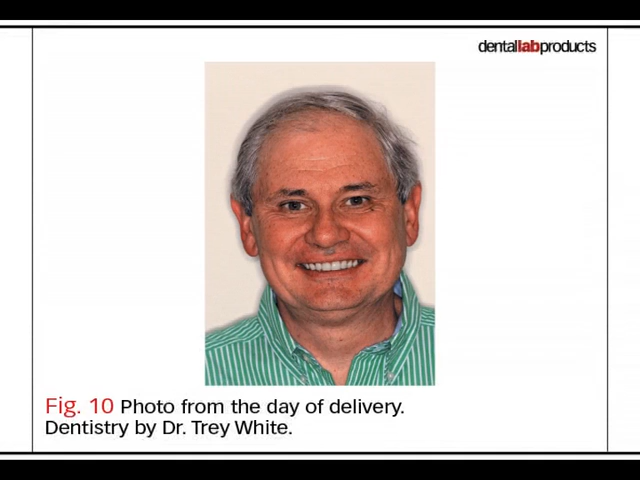 dentallabproducts
Fig. 10 Photo from the day of delivery.
Dentistry by Dr. Trey White.